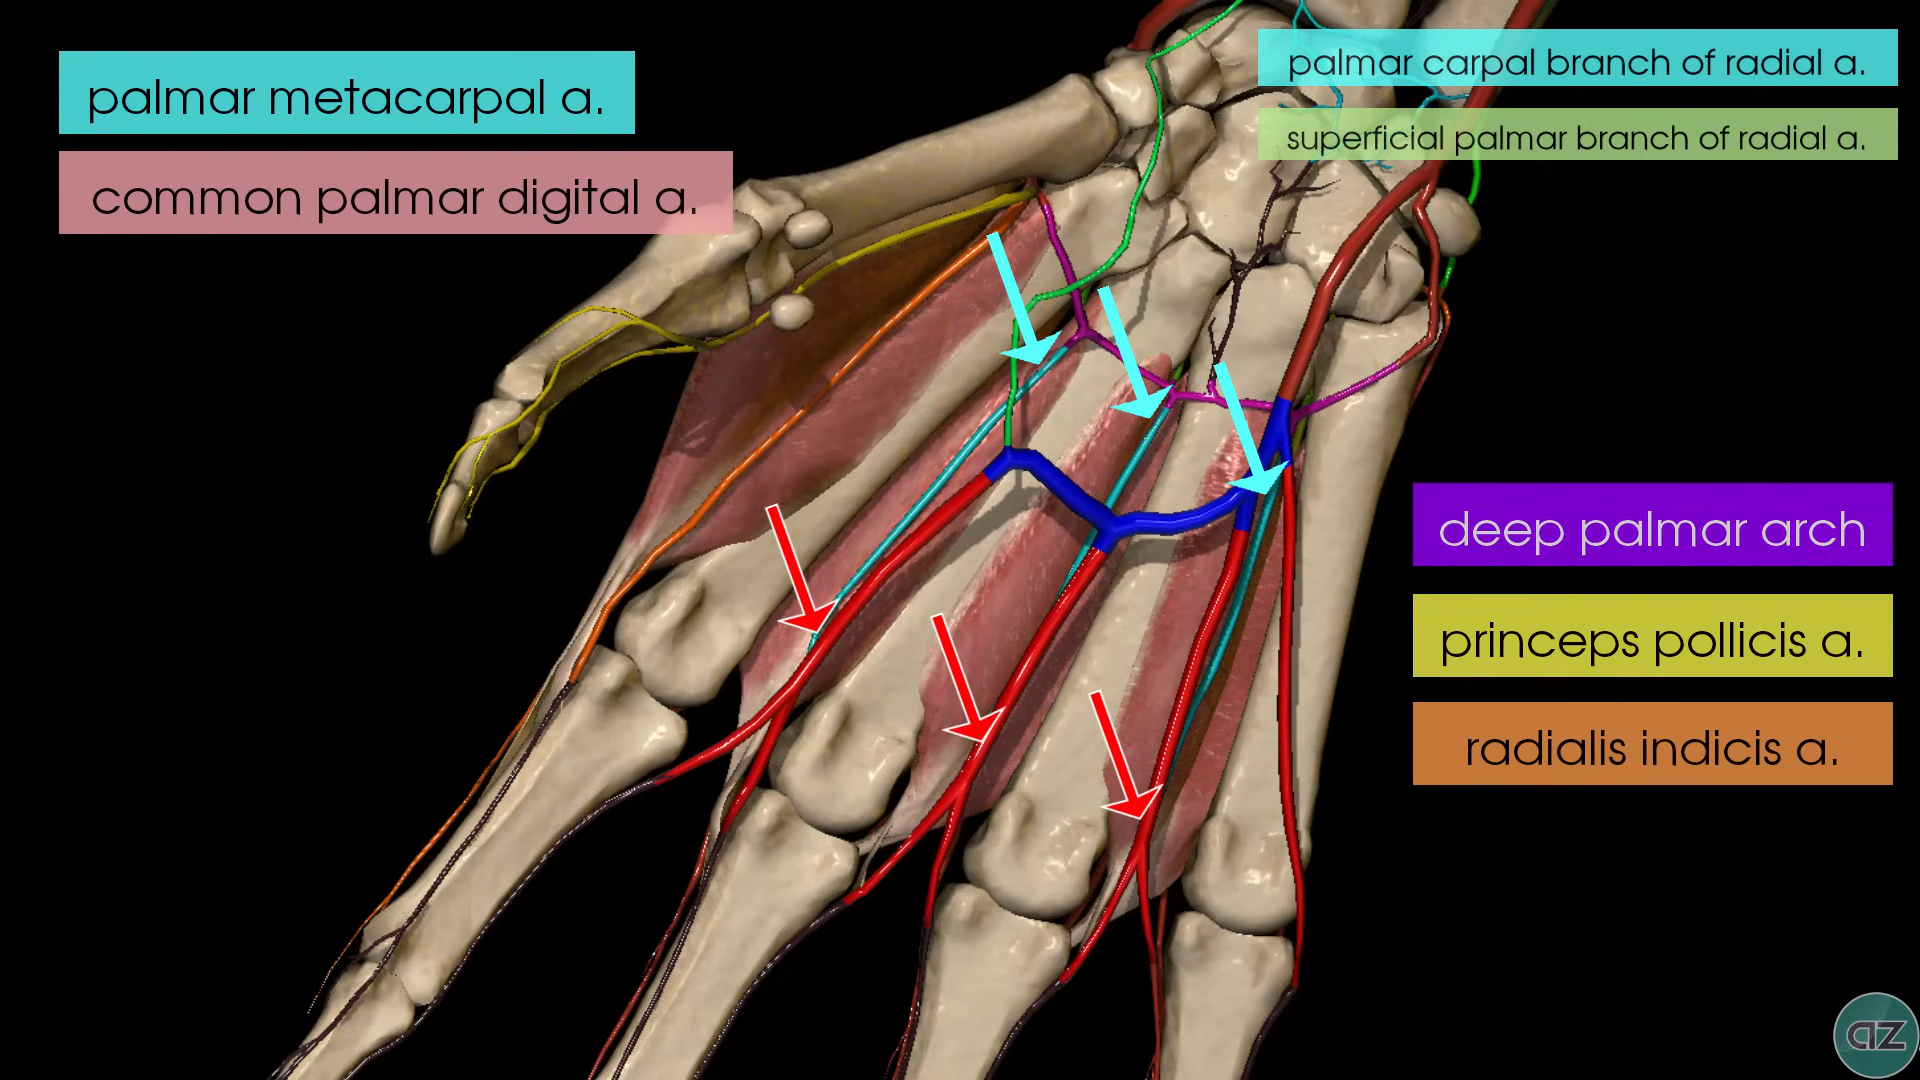 palmar metacarpal a.
common palmar digital a.
palmar carpal branch of radial a.
superficial palmar branch of radial a.
deep palmar arch
princeps pollicis a.
radialis indicis a.
az